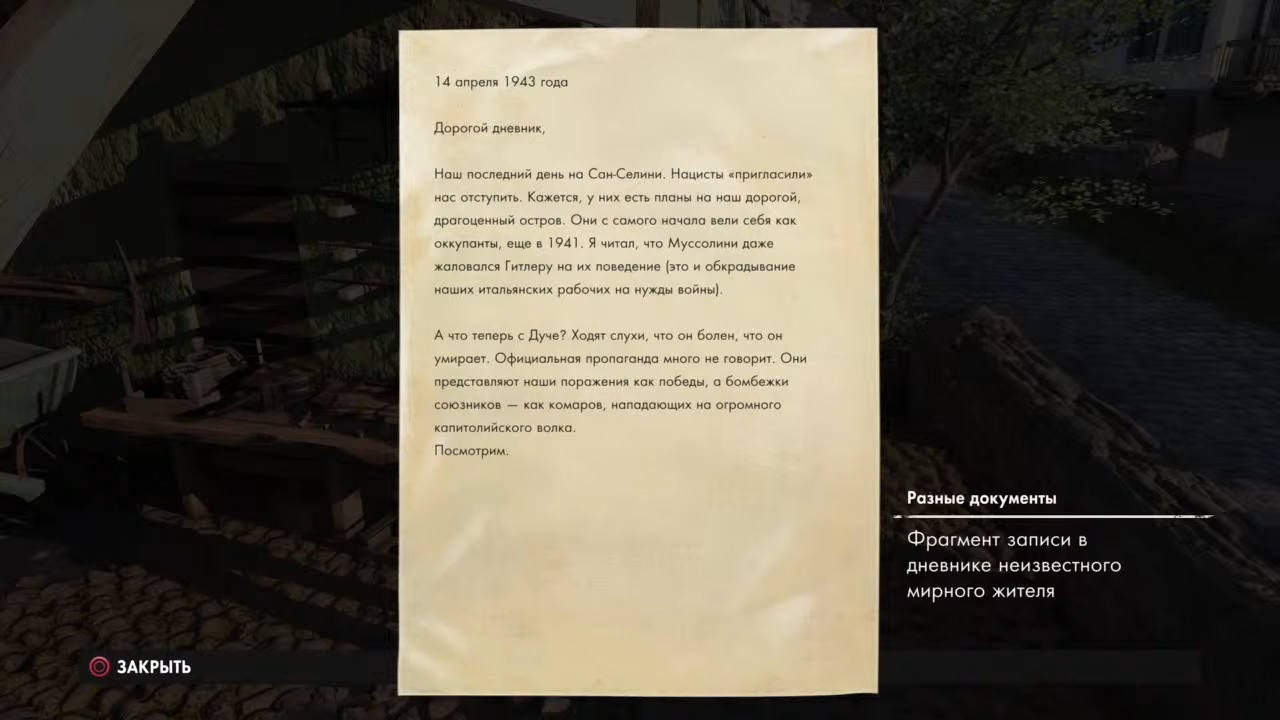 14 апреля 1943 года
Дорогой дневник,
Наш последний день на Сан-Селини. Нацисты «пригласили»
нас отступить. Кажется, у них есть планы на наш дорогой,
драгоценный остров. Они с самого начала вели себя как
оккупанты, еще в 1941. Я читал, что Муссолини даже
жаловался Гитлеру на их поведение (это и обкрадывание
наших итальянских рабочих на нужды войны).
А что теперь с Дуче? Ходят слухи, что он болен, что он
умирает. Официальная пропаганда много не говорит. Они
представляют наши поражения как победы, а бомбежки
союзников — как комаров, нападающих на огромного
капитолийского волка.
Посмотрим.
Разные документы
Фрагмент записи в
дневнике неизвестного
мирного жителя
ЗАКРЫТЬ